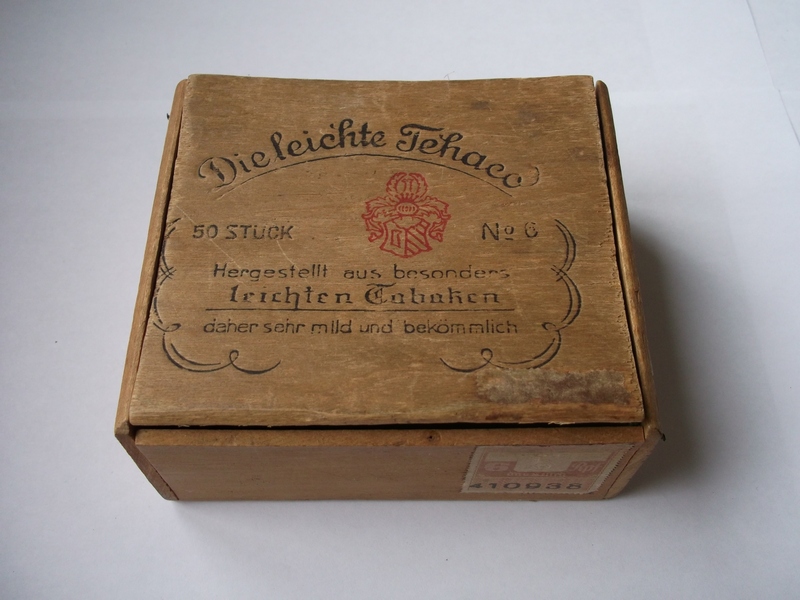 Die leichte Tehaco
50 STÜCK No 6
Hergestellt aus besonders
leichten Tabaken
daher sehr mild und bekömmlich
410938